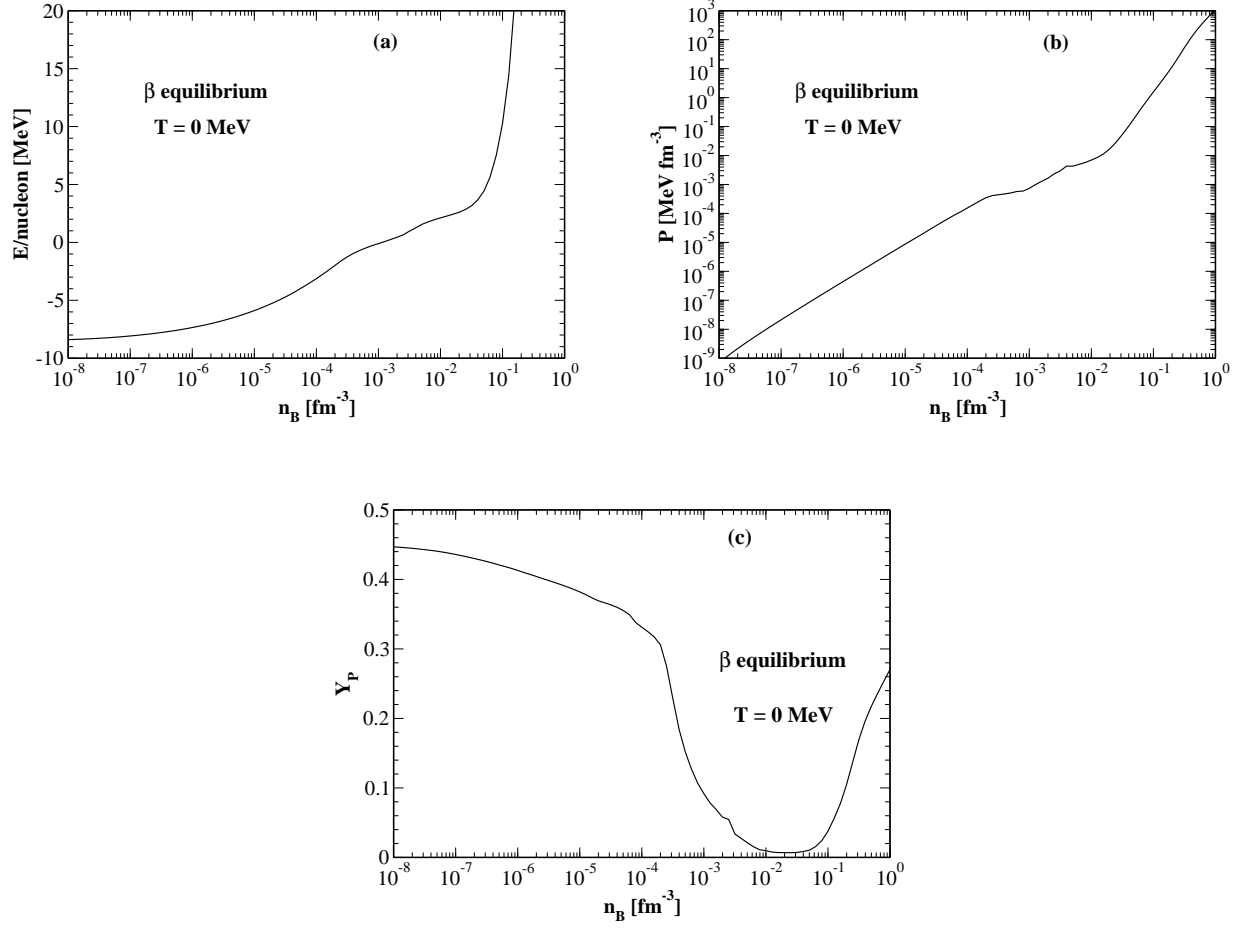 (a)
β equilibrium
T = 0 MeV
E/nucleon [MeV]
20
15
10
5
0
-5
-10
10^-8 10^-7 10^-6 10^-5 10^-4 10^-3 10^-2 10^-1 10^0
n_B [fm^-3]
(b)
β equilibrium
T = 0 MeV
P [MeV fm^-3]
10^3
10^2
10^1
10^0
10^-1
10^-2
10^-3
10^-4
10^-5
10^-6
10^-7
10^-8
10^-9
10^-8 10^-7 10^-6 10^-5 10^-4 10^-3 10^-2 10^-1 10^0
n_B [fm^-3]
(c)
β equilibrium
T = 0 MeV
Y_P
0.5
0.4
0.3
0.2
0.1
0
10^-8 10^-7 10^-6 10^-5 10^-4 10^-3 10^-2 10^-1 10^0
n_B [fm^-3]